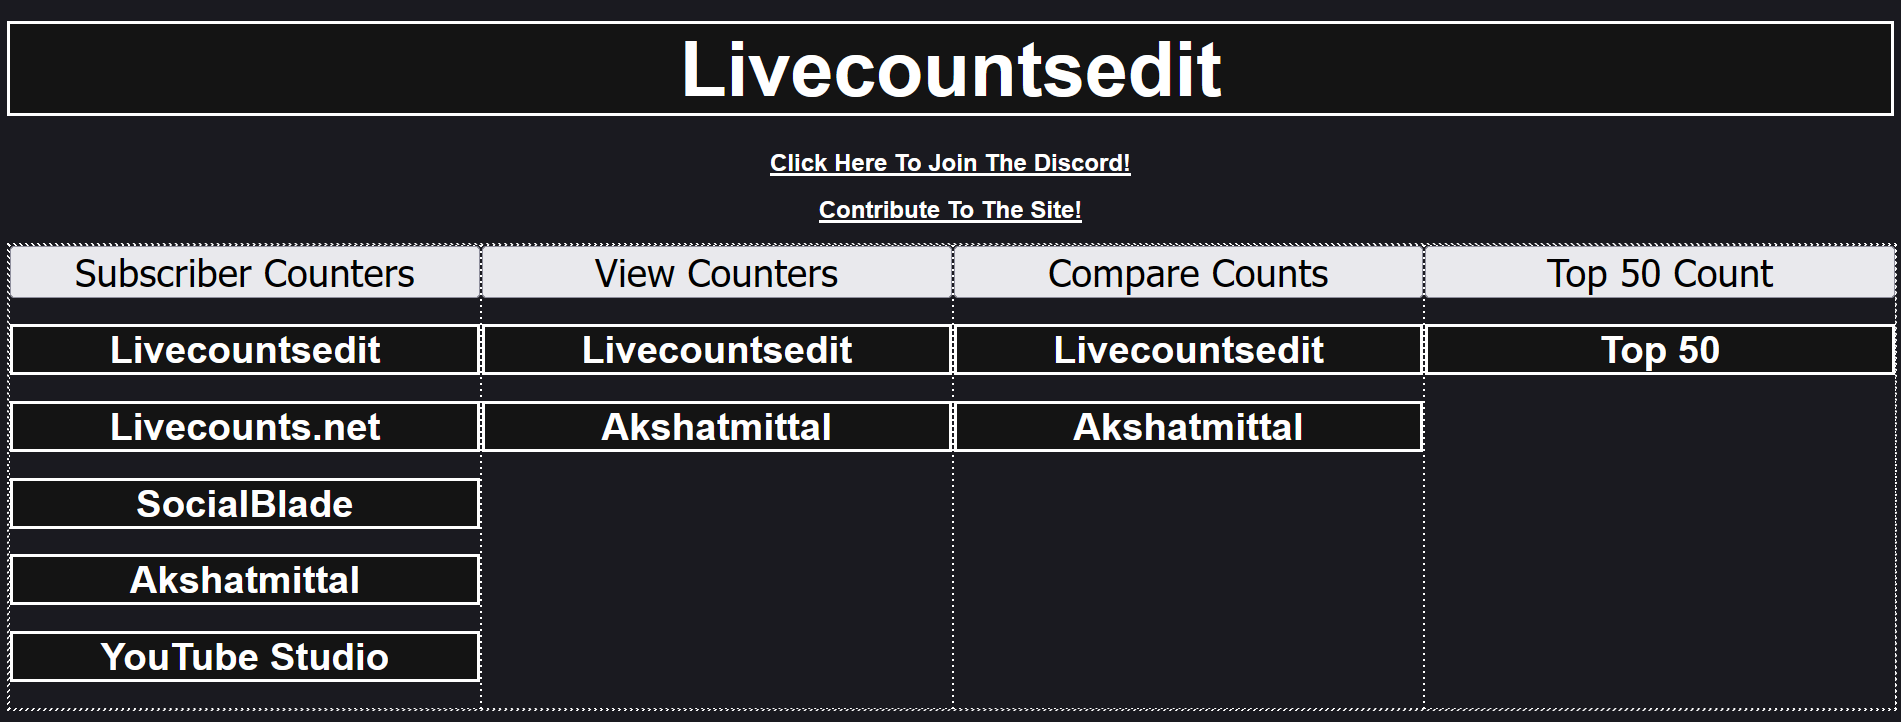 Livecountsedit
Click Here To Join The Discord!
Contribute To The Site!
Subscriber Counters
View Counters
Compare Counts
Top 50 Count
Livecountsedit
Livecountsedit
Livecountsedit
Top 50
Livecounts.net
Akshatmittal
Akshatmittal
SocialBlade
Akshatmittal
YouTube Studio